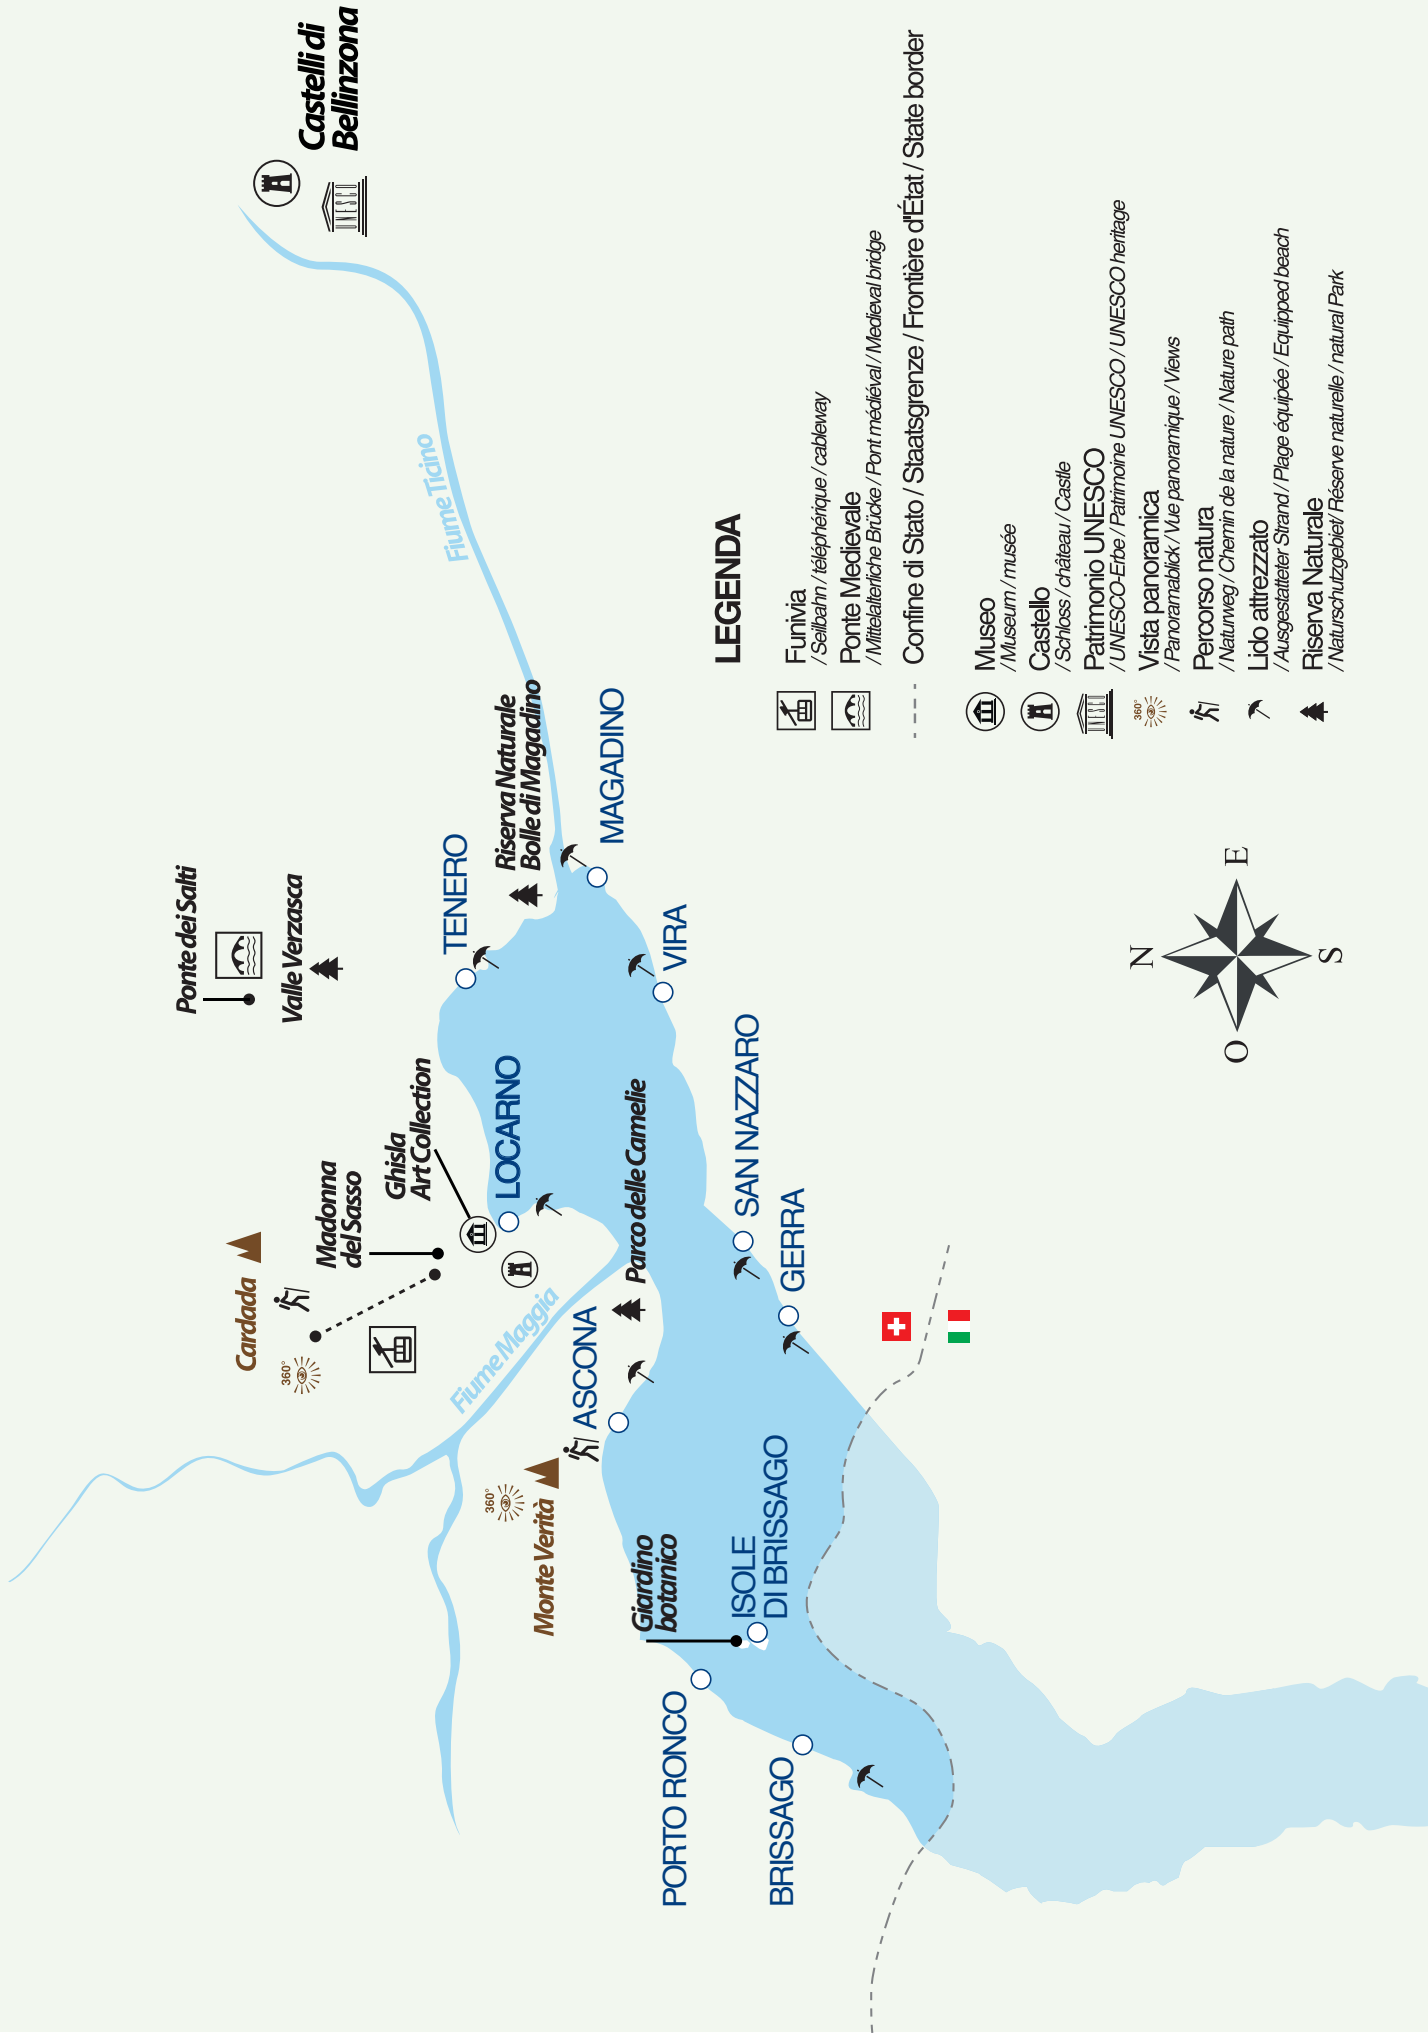 Castelli di
Bellinzona
UNESCO
Fiume Ticino
Ponte dei Salti
Valle Verzasca
TENERO
Riserva Naturale
Bolle di Magadino
MAGADINO
VIRA
Cardada
360°
Madonna
del Sasso
Ghisla
Art Collection
LOCARNO
Fiume Maggia
Parco delle Camelie
SAN NAZZARO
GERRA
ASCONA
360°
Monte Verità
Giardino
botanico
ISOLE
DI BRISSAGO
PORTO RONCO
BRISSAGO
LEGENDA
Funivia
/ Seilbahn / téléphérique / cableway
Ponte Medievale
/ Mittelalterliche Brücke / Pont médiéval / Medieval bridge
Confine di Stato / Staatsgrenze / Frontière d'État / State border
Museo
/ Museum / musée
Castello
/ Schloss / château / Castle
UNESCO
Patrimonio UNESCO
/ UNESCO-Erbe / Patrimoine UNESCO / UNESCO heritage
360°
Vista panoramica
/ Panoramablick / Vue panoramique / Views
Percorso natura
/ Naturweg / Chemin de la nature / Nature path
Lido attrezzato
/ Ausgestatteter Strand / Plage équipée / Equipped beach
Riserva Naturale
/ Naturschutzgebiet/ Réserve naturelle / natural Park
N
O
E
S